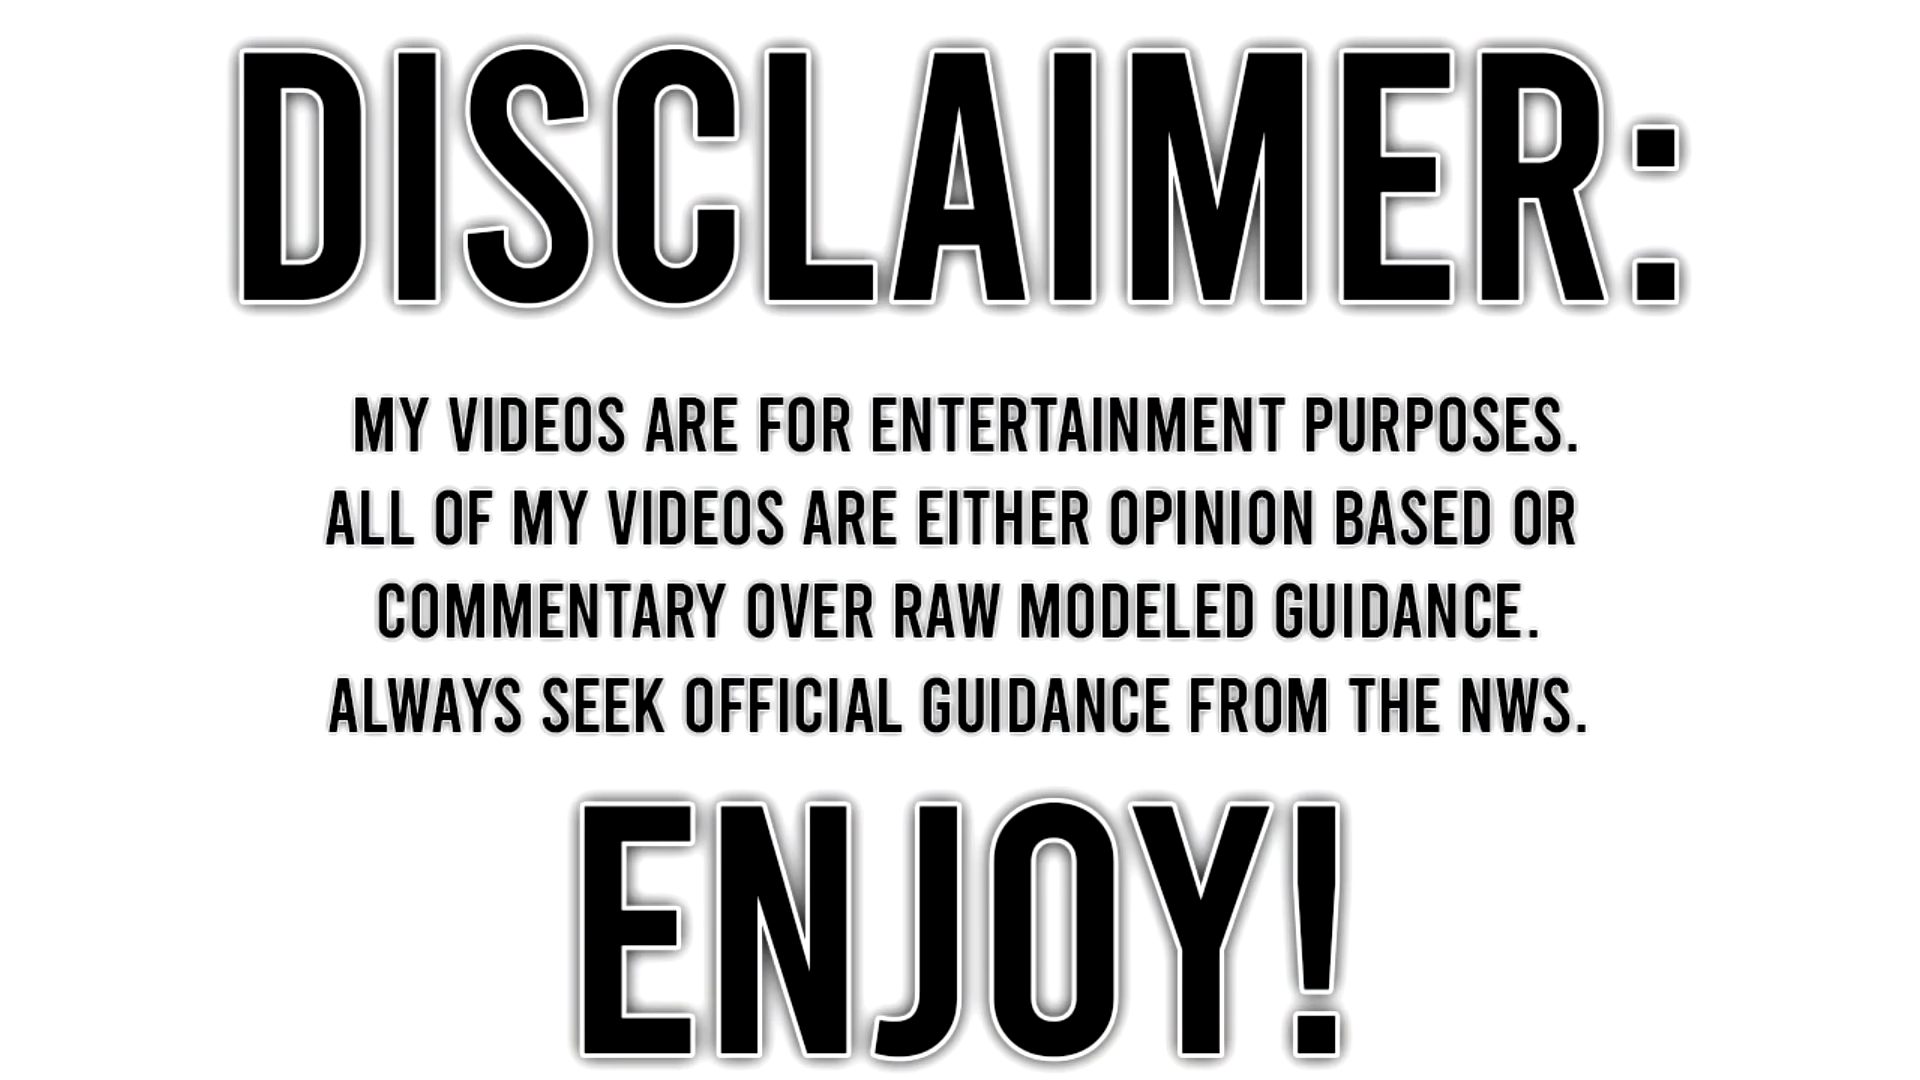 DISCLAIMER:
MY VIDEOS ARE FOR ENTERTAINMENT PURPOSES.
ALL OF MY VIDEOS ARE EITHER OPINION BASED OR
COMMENTARY OVER RAW MODELED GUIDANCE.
ALWAYS SEEK OFFICIAL GUIDANCE FROM THE NWS.
ENJOY!